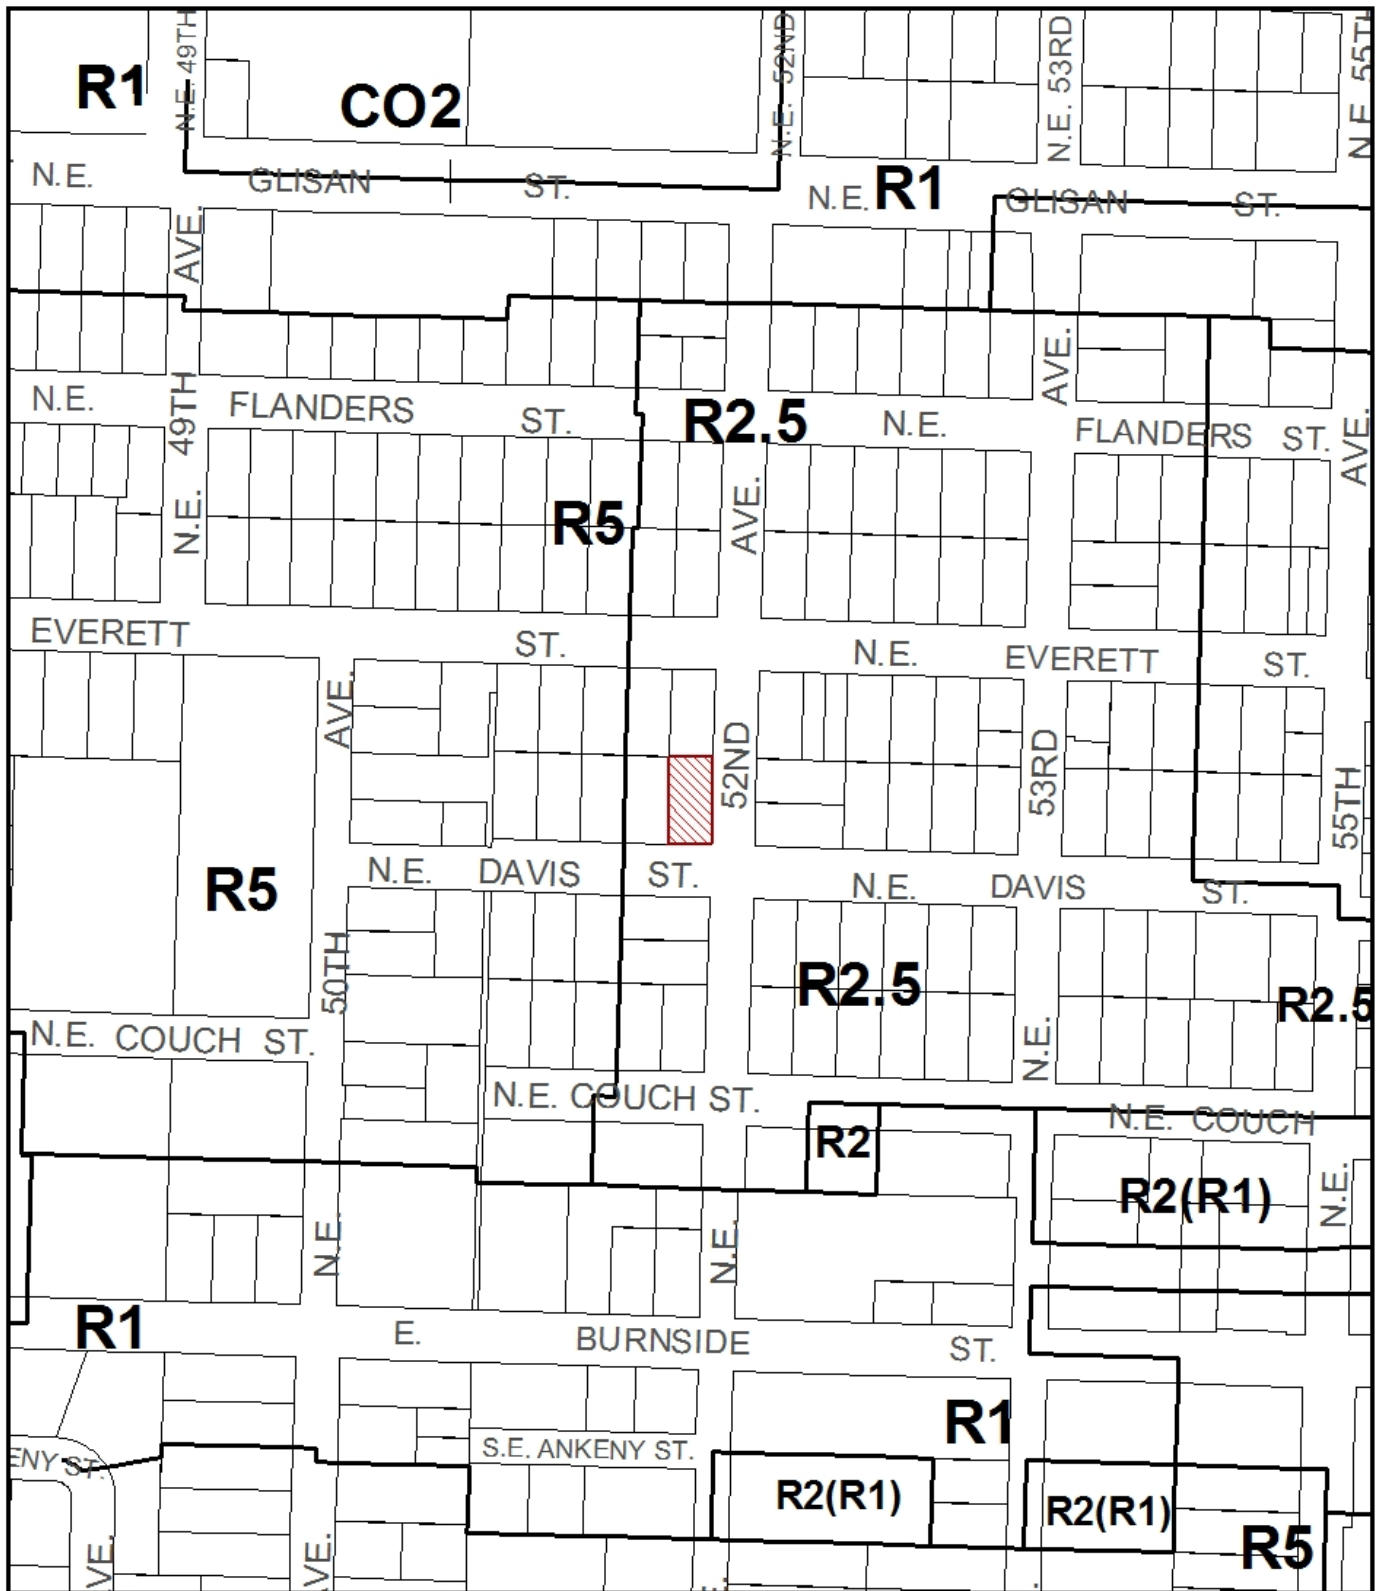 N.E. 49TH
N.E. 52ND
N.E. 53RD
N.E. 55TH
R1
CO2
N.E.
GLISAN
ST.
N.E.
R1
GLISAN
ST.
AVE.
AVE.
N.E.
49TH
FLANDERS
ST.
R2.5
N.E.
FLANDERS
ST.
AVE.
N.E.
R5
AVE.
EVERETT
ST.
N.E.
EVERETT
ST.
AVE.
52ND
53RD
55TH
R5
N.E.
DAVIS
ST.
N.E.
DAVIS
ST.
50TH
R2.5
R2.5
N.E. COUCH ST.
N.E.
N.E. COUCH ST.
N.E. COUCH
R2
R2(R1)
N.E.
N.E.
N.E.
R1
E.
BURNSIDE
ST.
R1
ENY ST.
S.E. ANKENY ST.
R2(R1)
R2(R1)
R5
AVE.
AVE.